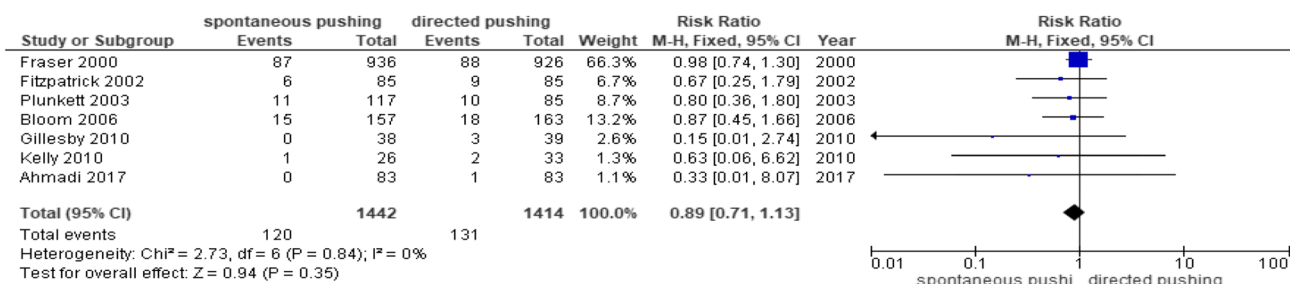 spontaneous pushing directed pushing Risk Ratio Risk Ratio
Study or Subgroup Events Total Events Total Weight M-H, Fixed, 95% CI Year M-H, Fixed, 95% CI
Fraser 2000 87 936 88 926 66.3% 0.98 [0.74, 1.30] 2000
Fitzpatrick 2002 6 85 9 85 6.7% 0.67 [0.25, 1.79] 2002
Plunkett 2003 11 117 10 85 8.7% 0.80 [0.36, 1.80] 2003
Bloom 2006 15 157 18 163 13.2% 0.87 [0.45, 1.66] 2006
Gillesby 2010 0 38 3 39 2.6% 0.15 [0.01, 2.74] 2010
Kelly 2010 1 26 2 33 1.3% 0.63 [0.06, 6.62] 2010
Ahmadi 2017 0 83 1 83 1.1% 0.33 [0.01, 8.07] 2017
Total (95% CI) 1442 1414 100.0% 0.89 [0.71, 1.13]
Total events 120 131
Heterogeneity: Chi² = 2.73, df = 6 (P = 0.84); I² = 0%
Test for overall effect: Z = 0.94 (P = 0.35)
0.01 0.1 1 10 100
spontaneous pushi directed pushing